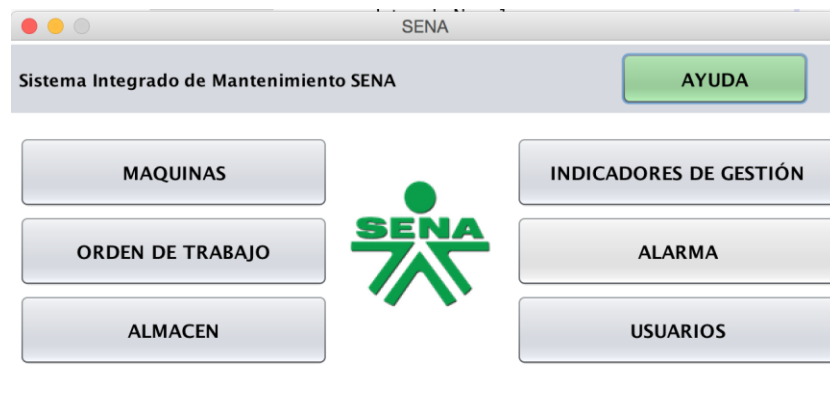 SENA
Sistema Integrado de Mantenimiento SENA
AYUDA
MAQUINAS
INDICADORES DE GESTIÓN
SENA
ORDEN DE TRABAJO
ALARMA
ALMACEN
USUARIOS